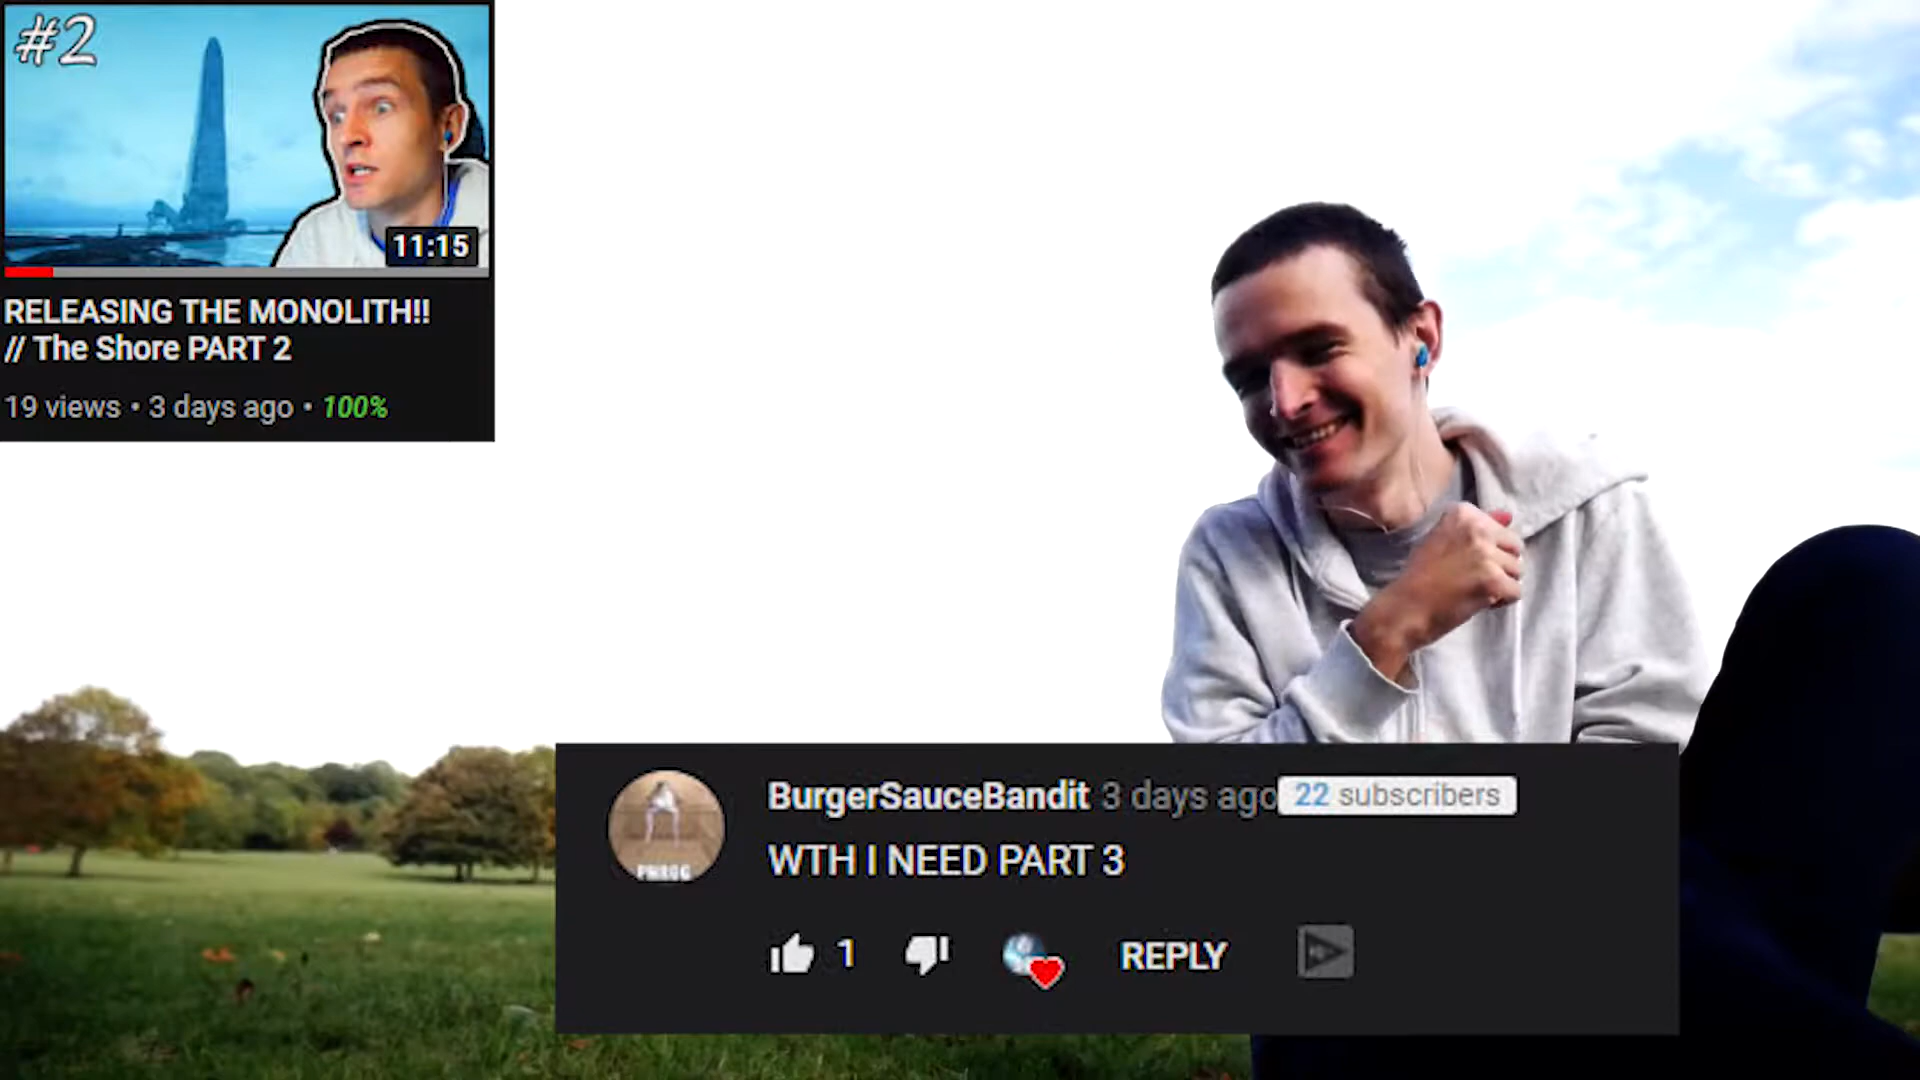 #2
11:15
RELEASING THE MONOLITH!!
// The Shore PART 2
19 views • 3 days ago • 100%
BurgerSauceBandit 3 days ago 22 subscribers
WTH I NEED PART 3
1 REPLY